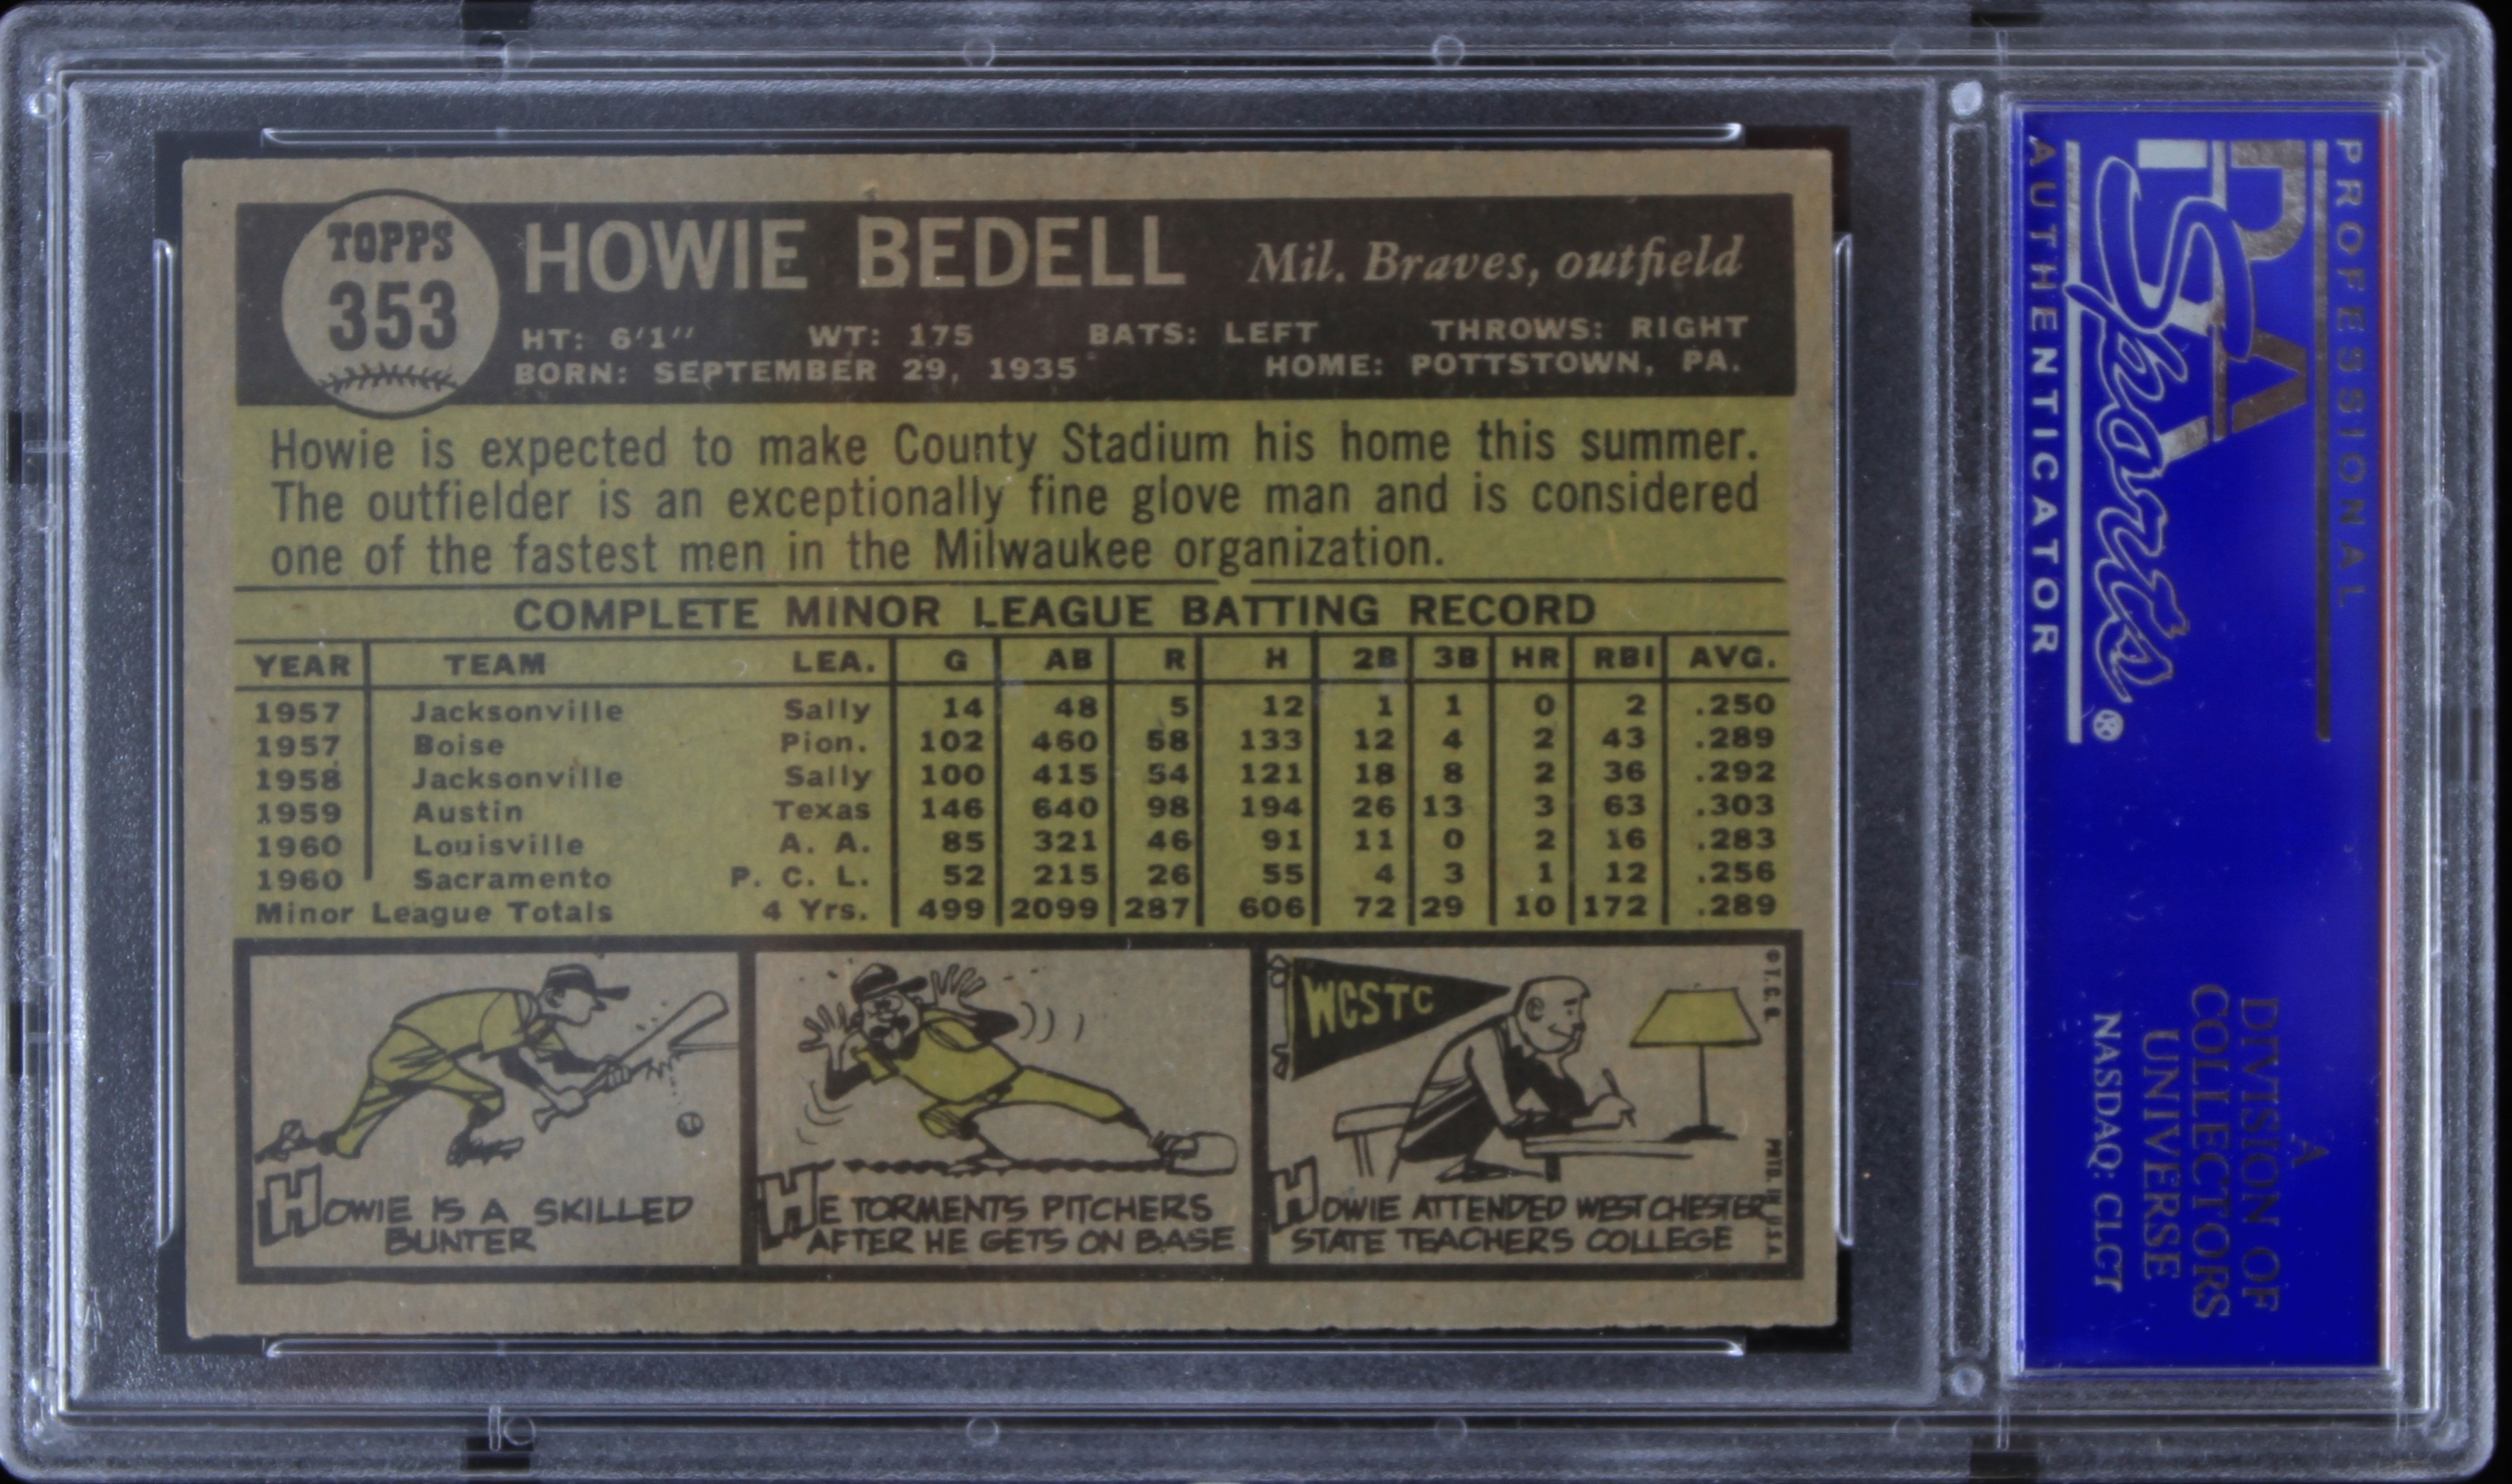 TOPPS
353
HOWIE BEDELL Mil. Braves, outfield
HT: 6'1" WT: 175 BATS: LEFT THROWS: RIGHT
BORN: SEPTEMBER 29, 1935 HOME: POTTSTOWN, PA.
Howie is expected to make County Stadium his home this summer.
The outfielder is an exceptionally fine glove man and is considered
one of the fastest men in the Milwaukee organization.
COMPLETE MINOR LEAGUE BATTING RECORD
YEAR TEAM LEA. G AB R H 2B 3B HR RBI AVG.
1957 Jacksonville Sally 14 48 5 12 1 1 0 2 .250
1957 Boise Pion. 102 460 58 133 12 4 2 43 .289
1958 Jacksonville Sally 100 415 54 121 18 8 2 36 .292
1959 Austin Texas 146 640 98 194 26 13 3 63 .303
1960 Louisville A. A. 85 321 46 91 11 0 2 16 .283
1960 Sacramento P. C. L. 52 215 26 55 4 3 1 12 .256
Minor League Totals 4 Yrs. 499 2099 287 606 72 29 10 172 .289
HOWIE IS A SKILLED
BUNTER
HE TORMENTS PITCHERS
AFTER HE GETS ON BASE
WCSTC
HOWIE ATTENDED WEST CHESTER
STATE TEACHERS COLLEGE
© T. C. G.
PRTD. IN U.S.A.
PROFESSIONAL
PSA
Sports®
AUTHENTICATOR
A
DIVISION OF
COLLECTORS
UNIVERSE
NASDAQ: CLCT